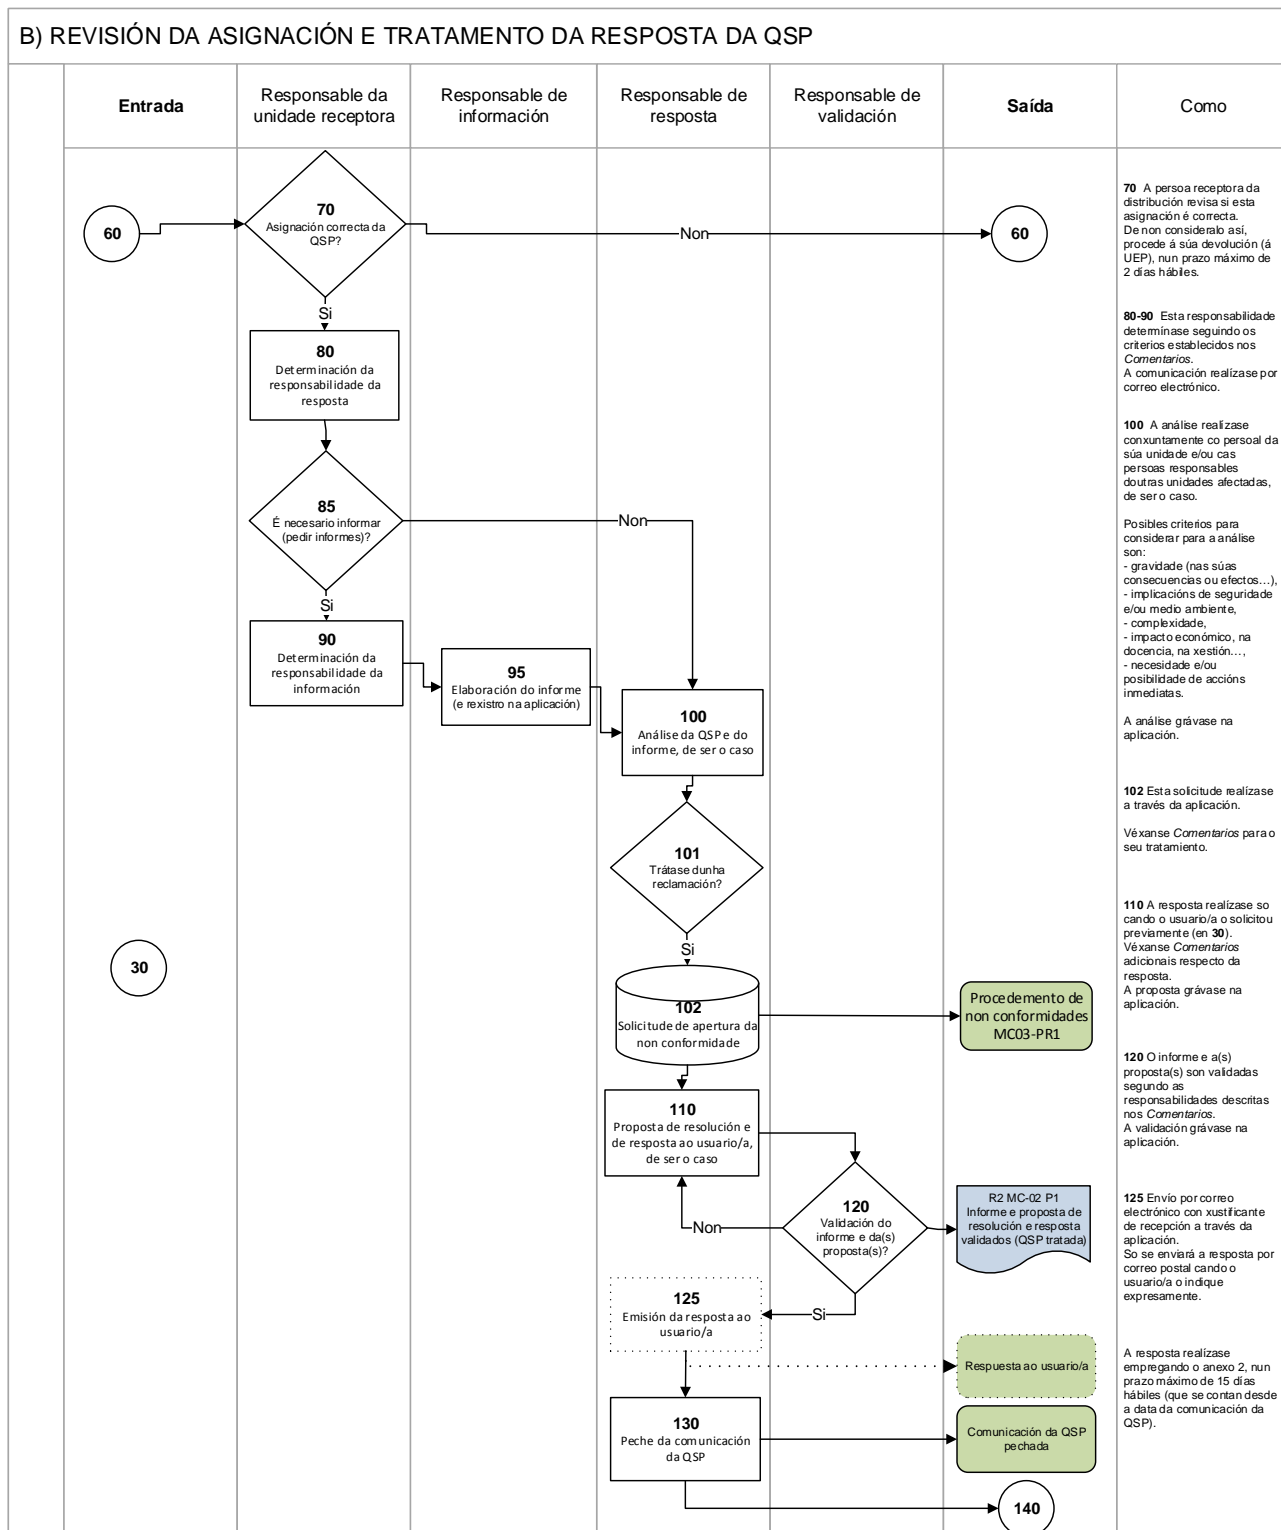 B) REVISIÓN DA ASIGNACIÓN E TRATAMENTO DA RESPOSTA DA QSP
Entrada
Responsable da
unidade receptora
Responsable de
información
Responsable de
resposta
Responsable de
validación
Saída
Como
60
70
Asignación correcta da
QSP?
Non
60
Si
80
Determinación da
responsabilidade da
resposta
85
É necesario informar
(pedir informes)?
Non
Si
90
Determinación da
responsabilidade da
información
95
Elaboración do informe
(e rexistro na aplicación)
100
Análise da QSP e do
informe, de ser o caso
101
Trátase dunha
reclamación?
Si
30
102
Solicitude de apertura da
non conformidade
Procedemento de
non conformidades
MC03-PR1
110
Proposta de resolución e
de resposta ao usuario/a,
de ser o caso
120
Validación do
informe e da(s)
proposta(s)?
Non
R2 MC-02 P1
Informe e proposta de
resolución e resposta
validados (QSP tratada)
Si
125
Emisión da resposta ao
usuario/a
Respuesta ao usuario/a
130
Peche da comunicación
da QSP
Comunicación da QSP
pechada
140
70 A persoa receptora da
distribución revisa si esta
asignación é correcta.
De non consideralo así,
procede á súa devolución (á
UEP), nun prazo máximo de
2 días hábiles.
80-90 Esta responsabilidade
determínase seguindo os
criterios establecidos nos
Comentarios.
A comunicación realízase por
correo electrónico.
100 A análise realízase
conxuntamente co persoal da
súa unidade e/ou cas
persoas responsables
doutras unidades afectadas,
de ser o caso.
Posibles criterios para
considerar para a análise
son:
- gravidade (nas súas
consecuencias ou efectos…),
- implicacións de seguridade
e/ou medio ambiente,
- complexidade,
- impacto económico, na
docencia, na xestión…,
- necesidade e/ou
posibilidade de accións
inmediatas.
A análise grávase na
aplicación.
102 Esta solicitude realízase
a través da aplicación.
Véxanse Comentarios para o
seu tratamiento.
110 A resposta realízase so
cando o usuario/a o solicitou
previamente (en 30).
Véxanse Comentarios
adicionais respecto da
resposta.
A proposta grávase na
aplicación.
120 O informe e a(s)
proposta(s) son validadas
segundo as
responsabilidades descritas
nos Comentarios.
A validación grávase na
aplicación.
125 Envío por correo
electrónico con xustificante
de recepción a través da
aplicación.
So se enviará a resposta por
correo postal cando o
usuario/a o indique
expresamente.
A resposta realízase
empregando o anexo 2, nun
prazo máximo de 15 días
hábiles (que se contan desde
a data da comunicación da
QSP).